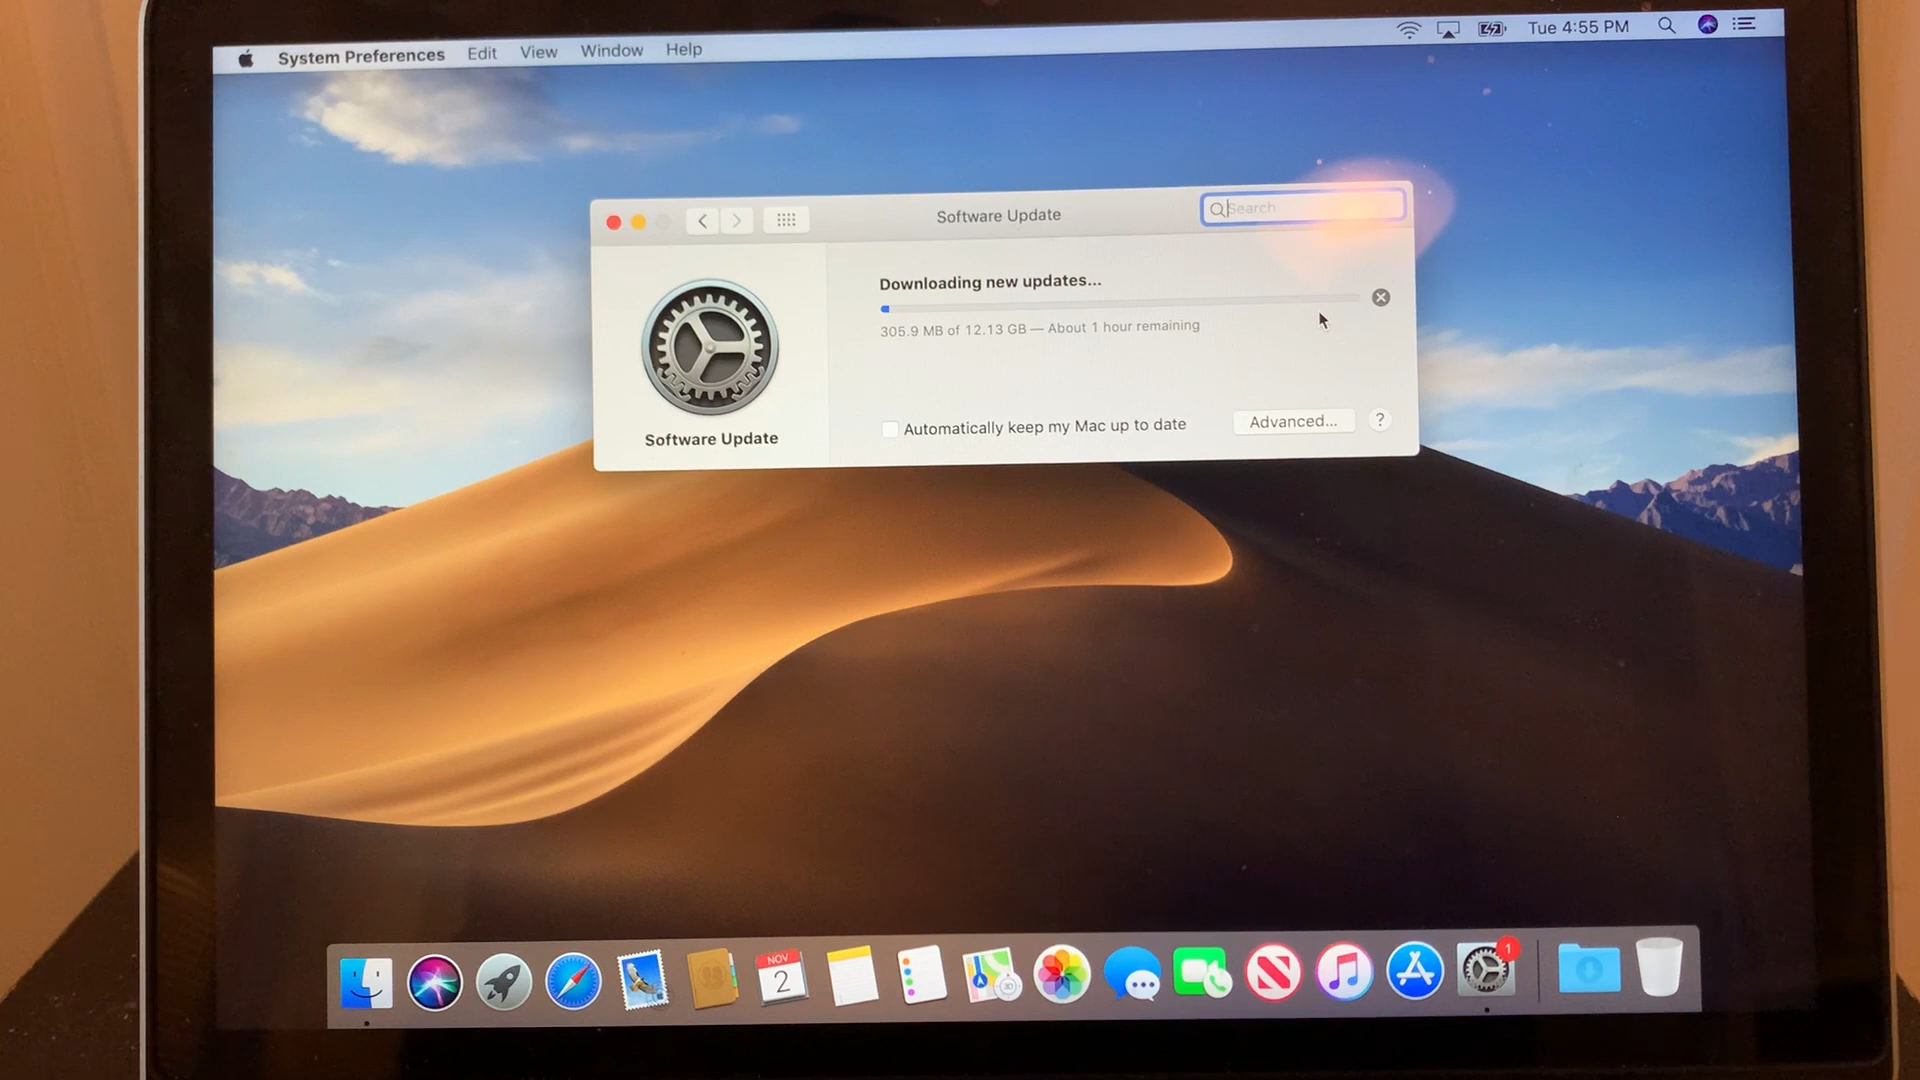 System Preferences Edit View Window Help Tue 4:55 PM
Software Update
Search
Downloading new updates...
305.9 MB of 12.13 GB — About 1 hour remaining
Automatically keep my Mac up to date
Advanced...
?
Software Update
NOV
2
3D
1